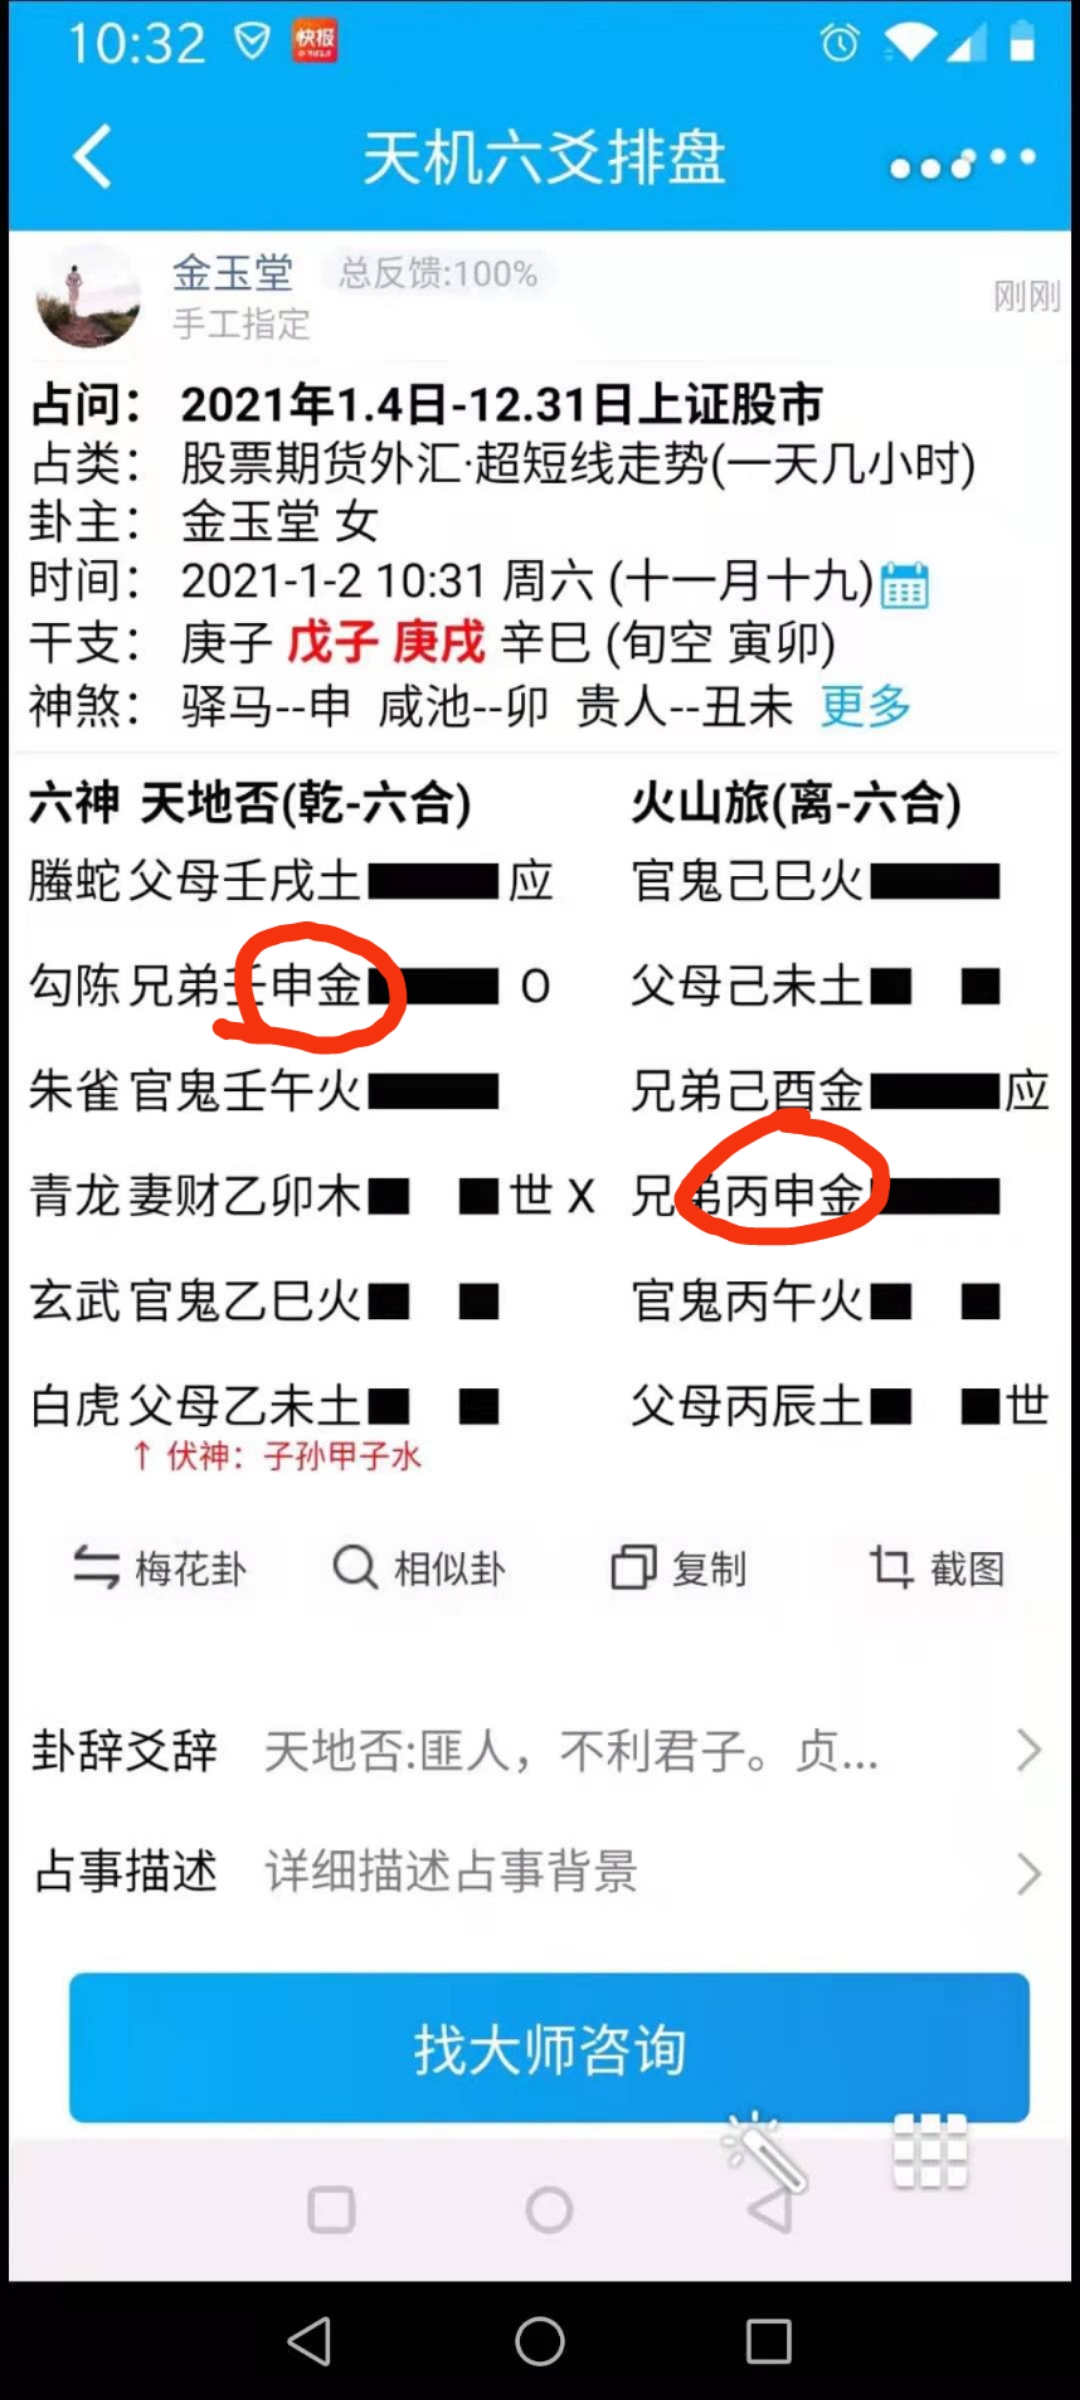 10:32 快报
天机六爻排盘
金玉堂 总反馈:100%
手工指定
刚刚
占问： 2021年1.4日-12.31日上证股市
占类： 股票期货外汇·超短线走势(一天几小时)
卦主： 金玉堂 女
时间： 2021-1-2 10:31 周六 (十一月十九)
干支： 庚子 戊子 庚戌 辛巳 (旬空 寅卯)
神煞： 驿马--申 咸池--卯 贵人--丑未 更多
六神 天地否(乾-六合) 火山旅(离-六合)
螣蛇 父母壬戌土 应 官鬼己巳火
勾陈 兄弟壬申金 O 父母己未土
朱雀 官鬼壬午火 兄弟己酉金 应
青龙 妻财乙卯木 世 X 兄弟丙申金
玄武 官鬼乙巳火 官鬼丙午火
白虎 父母乙未土 父母丙辰土 世
↑ 伏神：子孙甲子水
梅花卦 相似卦 复制 截图
卦辞爻辞 天地否:匪人，不利君子。贞...
占事描述 详细描述占事背景
找大师咨询